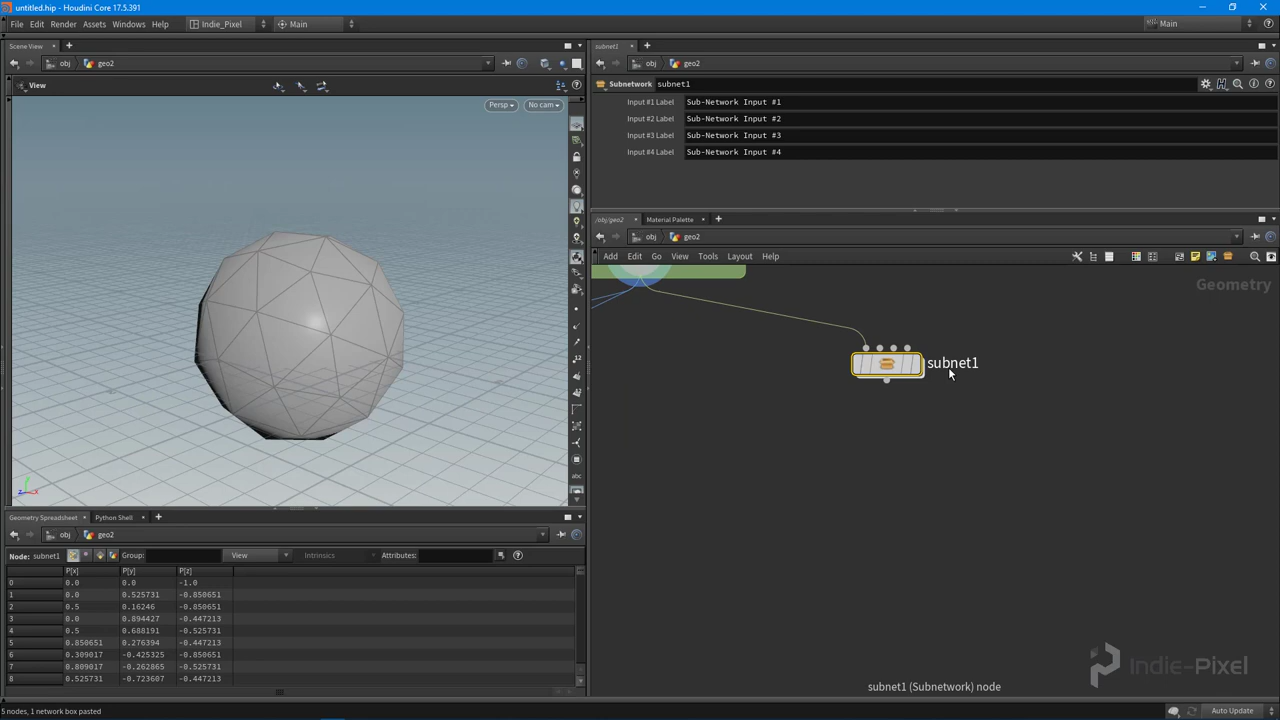 untitled.hip - Houdini Core 17.5.391
File Edit Render Assets Windows Help Indie_Pixel Main Main
Scene View
obj geo2
View
Persp No cam
Geometry Spreadsheet Python Shell
obj geo2
Node: subnet1 Group: View Intrinsics Attributes:
P[x] P[y] P[z]
0 0.0 0.0 -1.0
1 0.0 0.525731 -0.850651
2 0.5 0.16246 -0.850651
3 0.0 0.894427 -0.447213
4 0.5 0.688191 -0.525731
5 0.850651 0.276394 -0.447213
6 0.309017 -0.425325 -0.850651
7 0.809017 -0.262865 -0.525731
8 0.525731 -0.723607 -0.447213
subnet1
obj geo2
Subnetwork subnet1
Input #1 Label Sub-Network Input #1
Input #2 Label Sub-Network Input #2
Input #3 Label Sub-Network Input #3
Input #4 Label Sub-Network Input #4
/obj/geo2 Material Palette
obj geo2
Add Edit Go View Tools Layout Help
Geometry
subnet1
Indie-Pixel
subnet1 (Subnetwork) node
5 nodes, 1 network box pasted
Auto Update